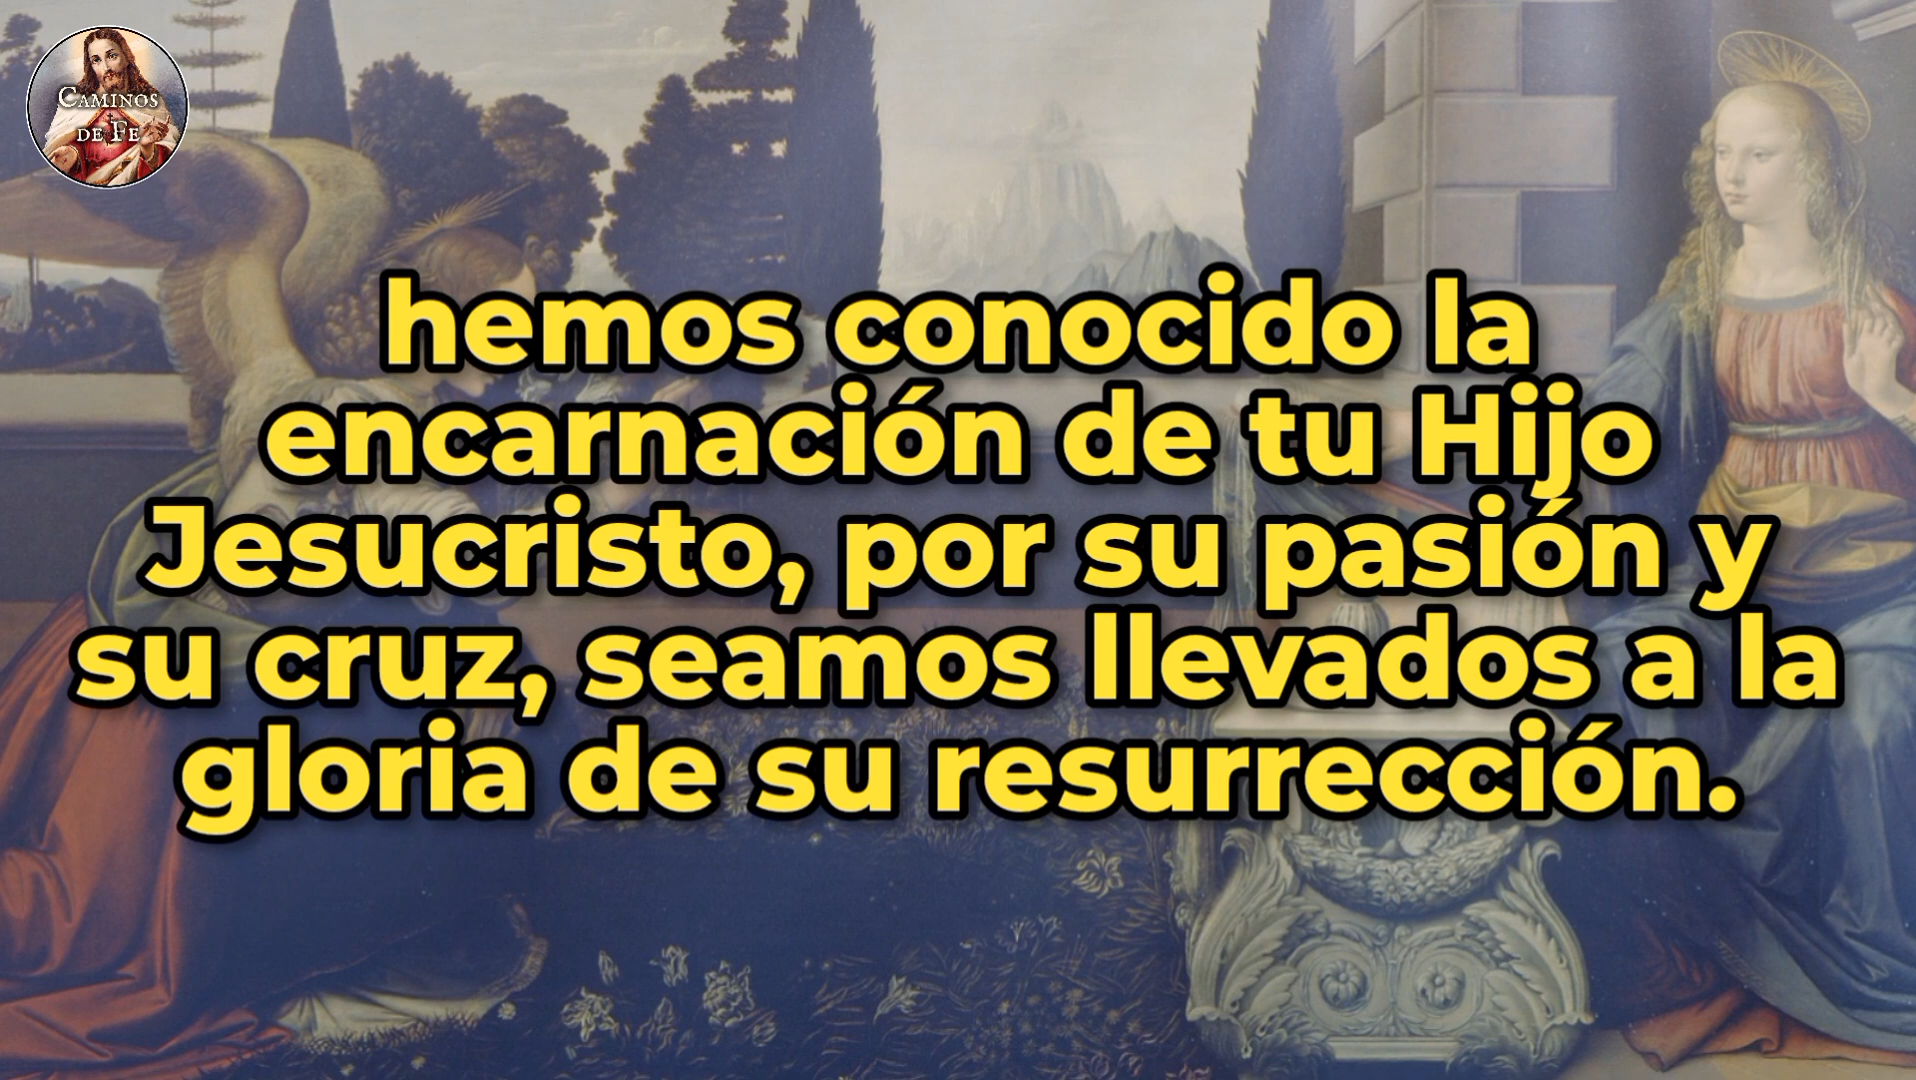 CAMINOS
DE FE
hemos conocido la
encarnación de tu Hijo
Jesucristo, por su pasión y
su cruz, seamos llevados a la
gloria de su resurrección.